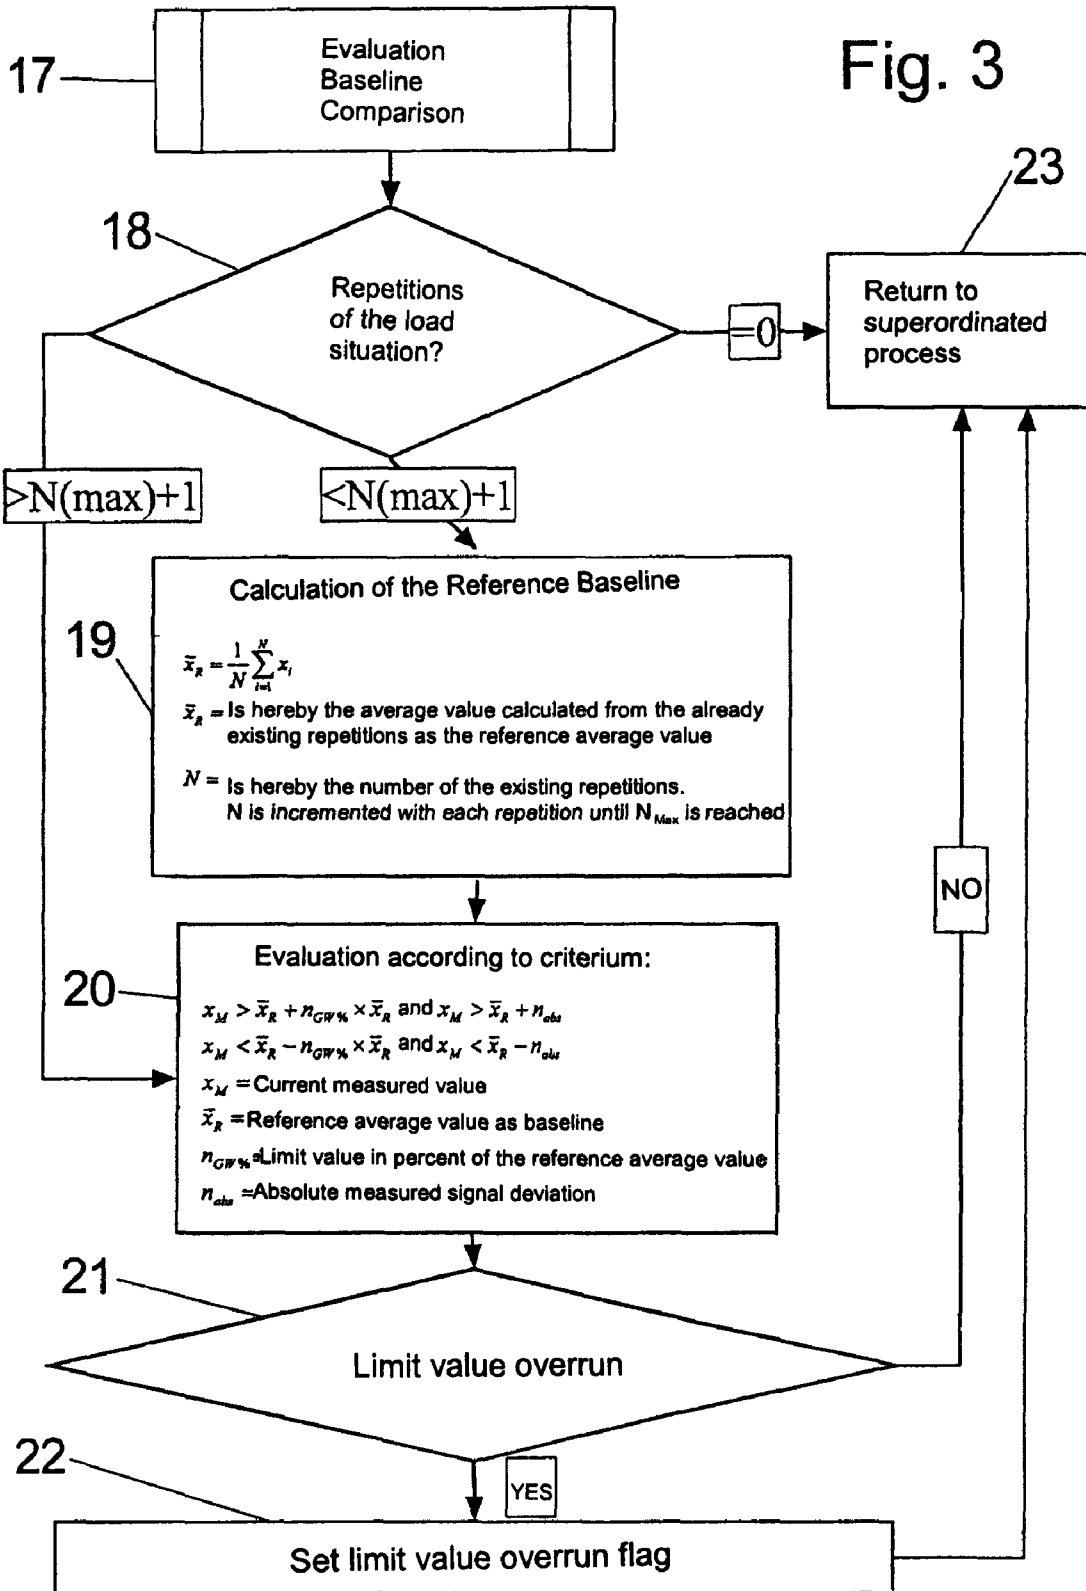 Fig. 3
17
Evaluation
Baseline
Comparison
23
18
Repetitions
of the load
situation?
=0
Return to
superordinated
process
>N(max)+1
<N(max)+1
19
Calculation of the Reference Baseline
x̄_R = 1/N ∑_{i=1}^{N} x_i
x̄_R = Is hereby the average value calculated from the already
existing repetitions as the reference average value
N = Is hereby the number of the existing repetitions.
N is incremented with each repetition until N_Max is reached
NO
20
Evaluation according to criterium:
x_M > x̄_R + n_GW% × x̄_R and x_M > x̄_R + n_abs
x_M < x̄_R − n_GW% × x̄_R and x_M < x̄_R − n_abs
x_M = Current measured value
x̄_R = Reference average value as baseline
n_GW% = Limit value in percent of the reference average value
n_abs = Absolute measured signal deviation
21
Limit value overrun
22
YES
Set limit value overrun flag